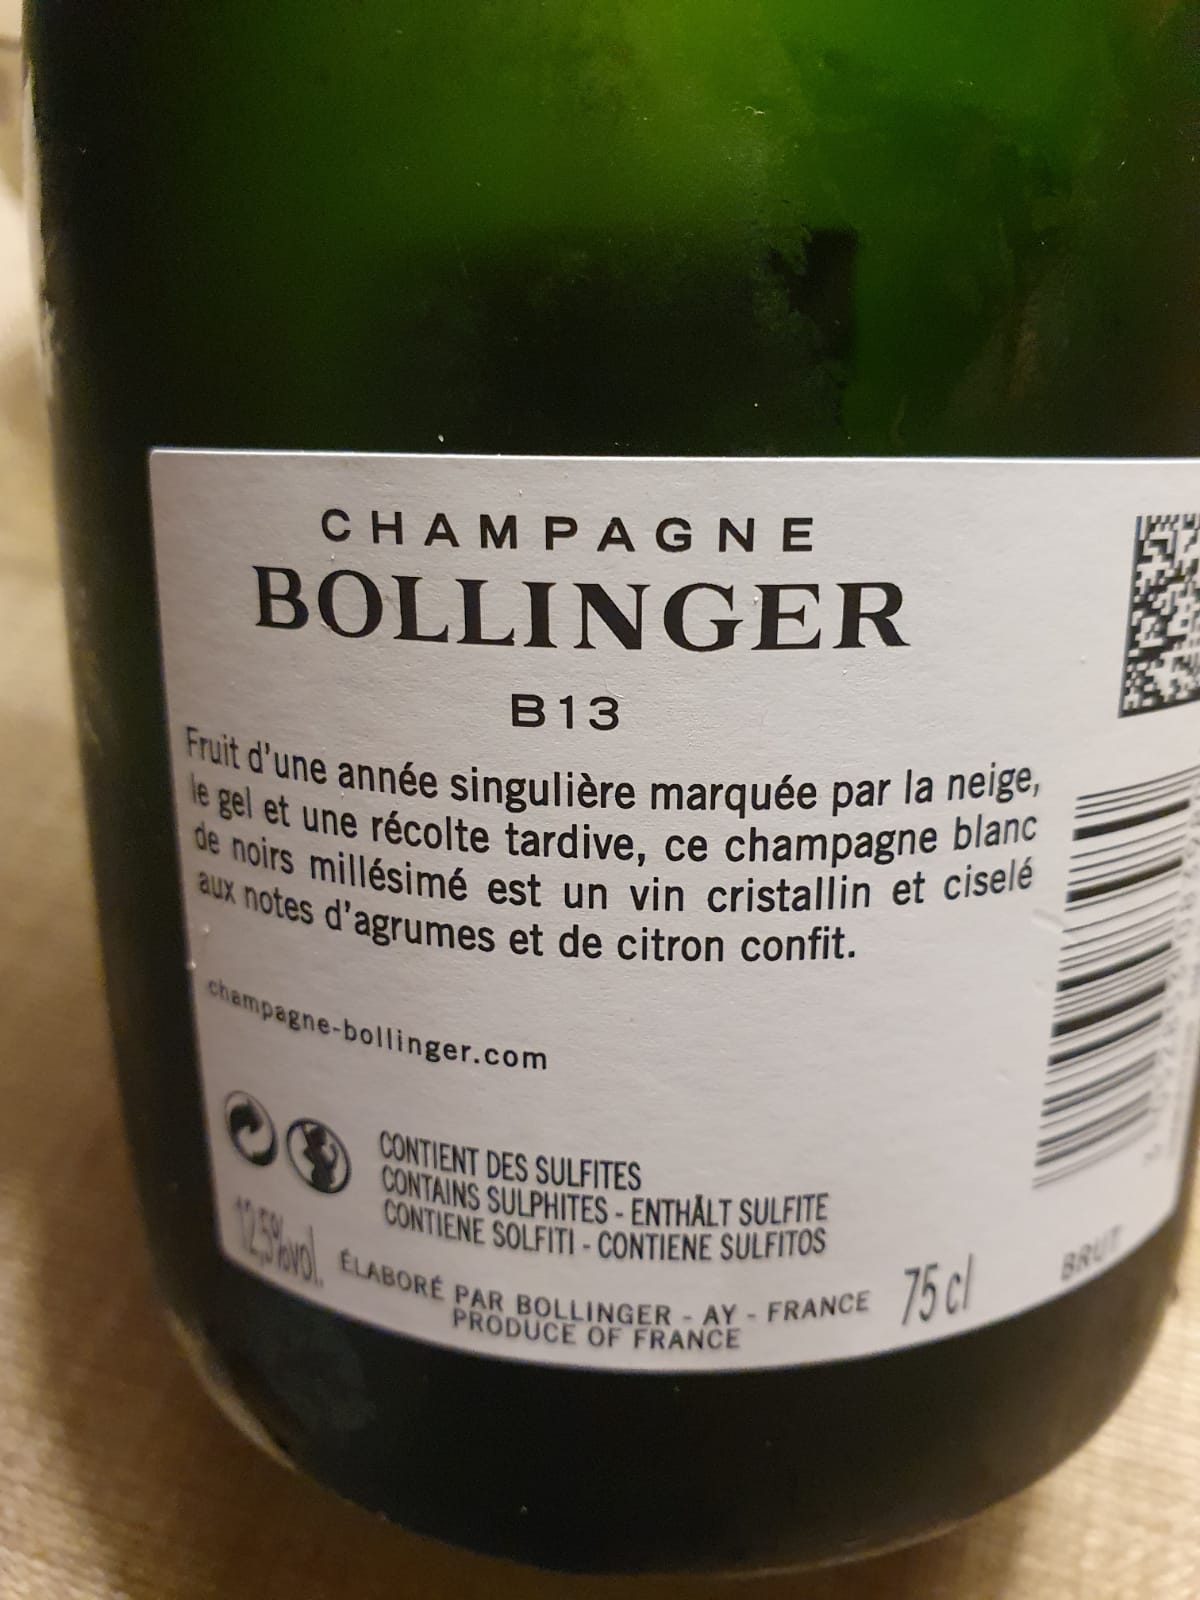 CHAMPAGNE
BOLLINGER
B13
Fruit d'une année singulière marquée par la neige,
le gel et une récolte tardive, ce champagne blanc
de noirs millésimé est un vin cristallin et ciselé
aux notes d'agrumes et de citron confit.
champagne-bollinger.com
CONTIENT DES SULFITES
CONTAINS SULPHITES - ENTHÄLT SULFITE
CONTIENE SOLFITI - CONTIENE SULFITOS
12,5%vol.
ÉLABORÉ PAR BOLLINGER - AY - FRANCE
PRODUCE OF FRANCE
75 cl
BRUT